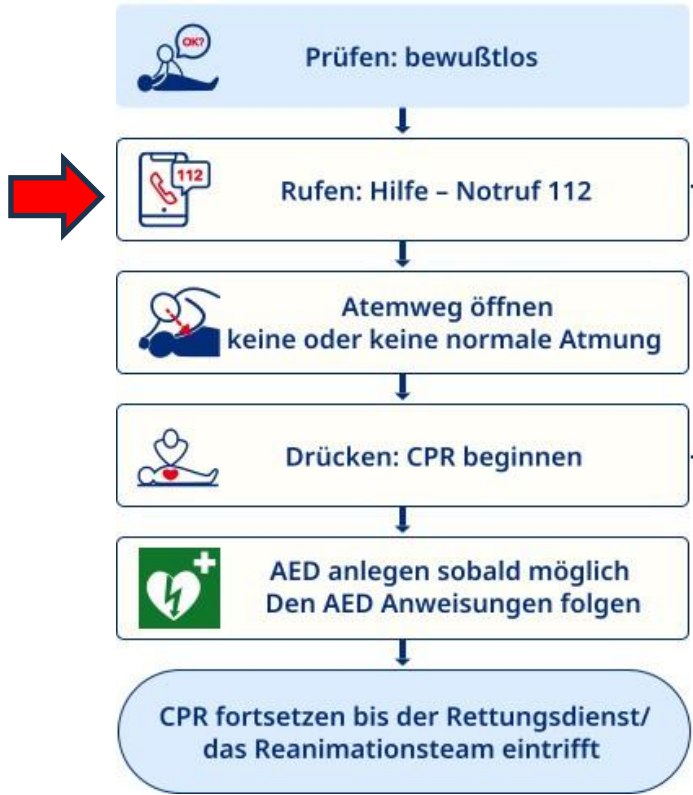 OK?
Prüfen: bewußtlos
112
Rufen: Hilfe – Notruf 112
Atemweg öffnen
keine oder keine normale Atmung
Drücken: CPR beginnen
AED anlegen sobald möglich
Den AED Anweisungen folgen
CPR fortsetzen bis der Rettungsdienst/
das Reanimationsteam eintrifft